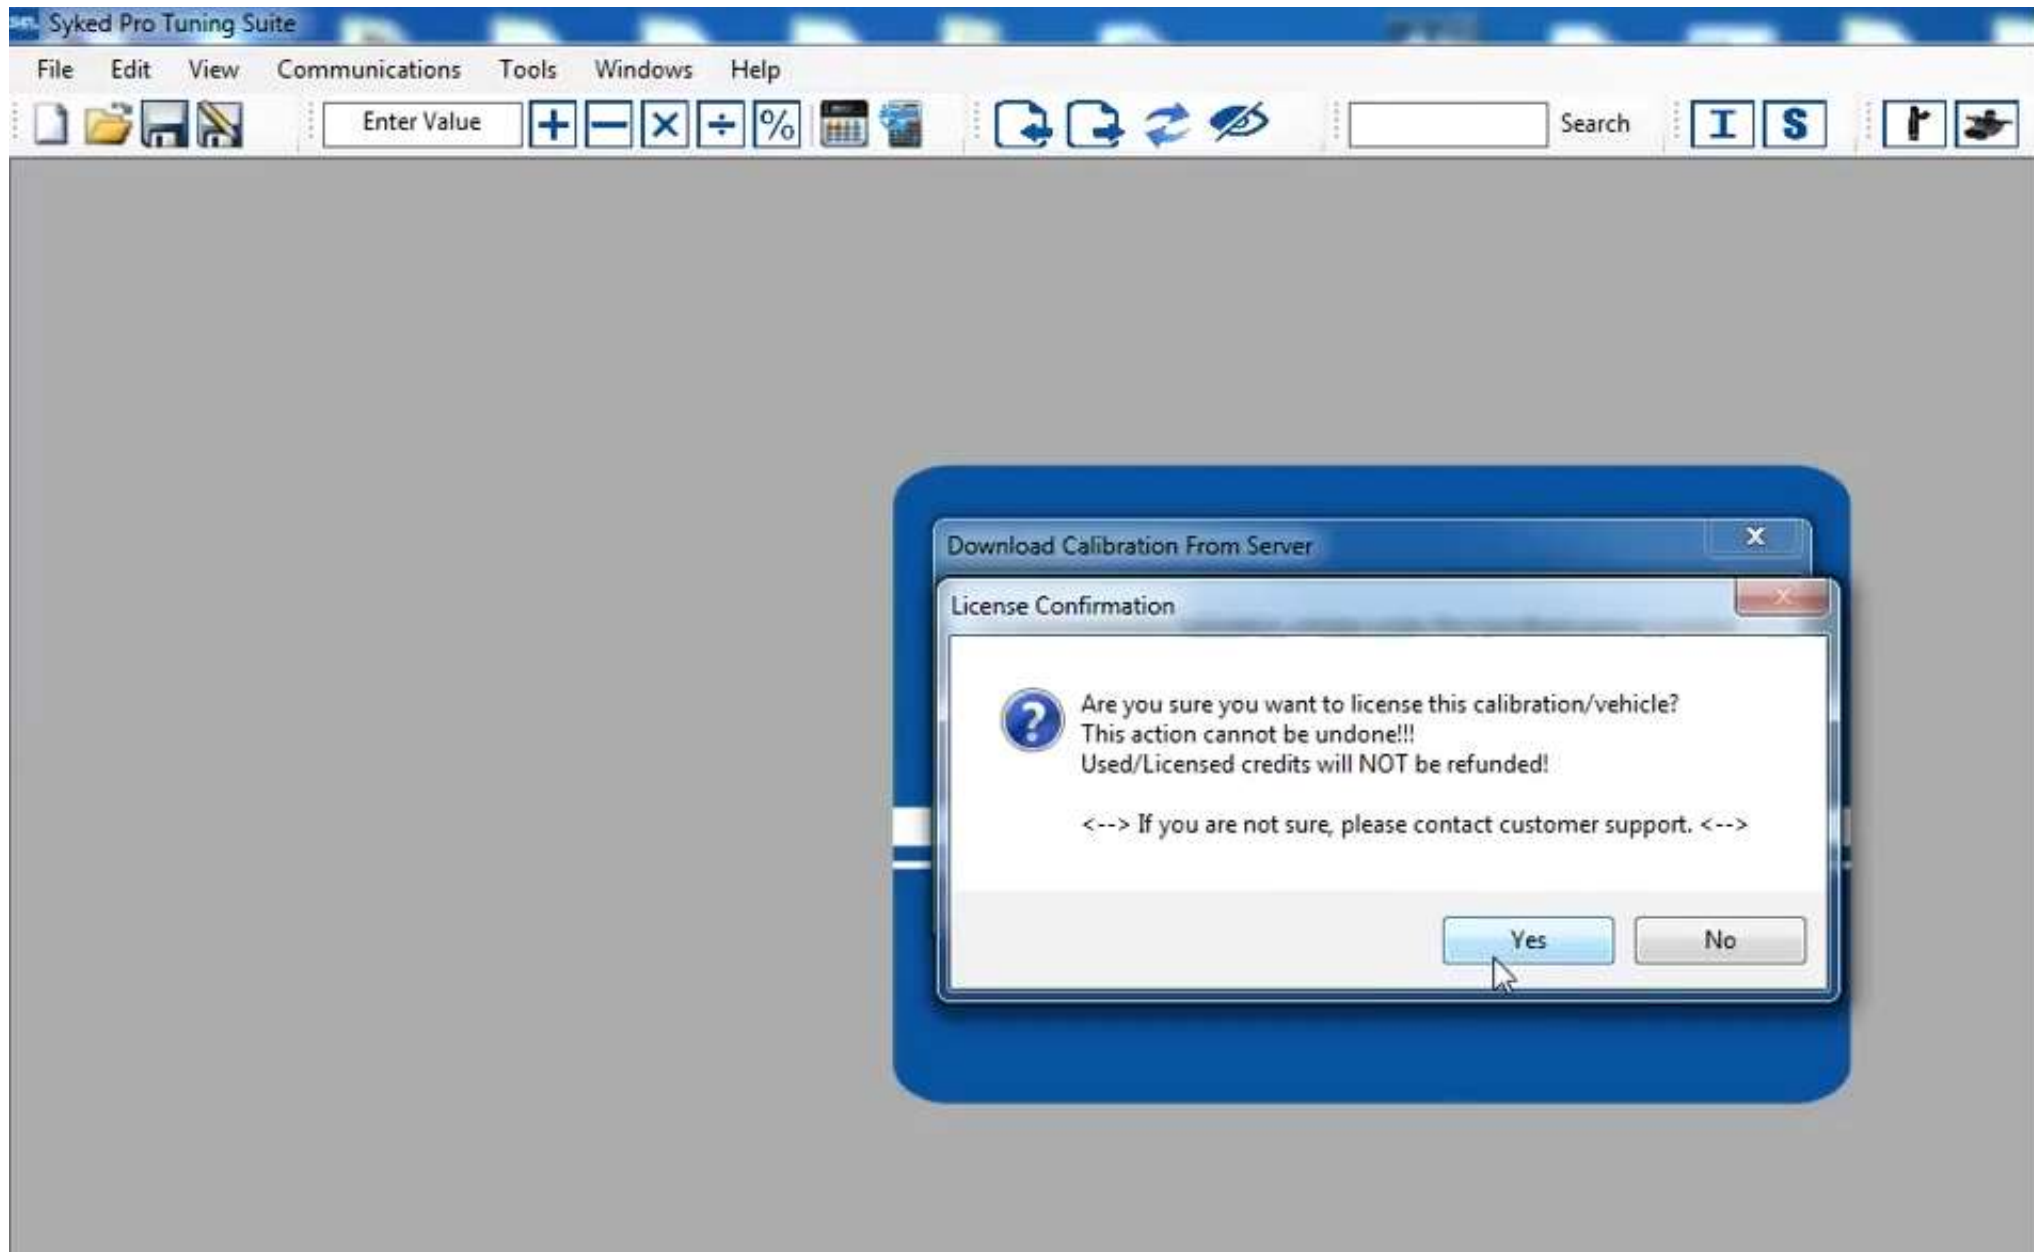 Syked Pro Tuning Suite
File Edit View Communications Tools Windows Help
Enter Value + − × ÷ % Search I S
Download Calibration From Server
License Confirmation
Are you sure you want to license this calibration/vehicle?
This action cannot be undone!!!
Used/Licensed credits will NOT be refunded!
<--> If you are not sure, please contact customer support. <-->
Yes No